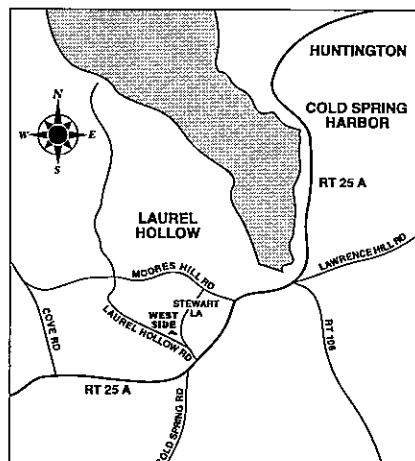 HUNTINGTON
COLD SPRING
HARBOR
N
W
E
S
RT 25 A
LAUREL
HOLLOW
LAWRENCE HILL RD
MOORES HILL RD
STEWART
LA
WEST
SIDE
LAUREL HOLLOW RD
COVE RD
RT 108
RT 25 A
COLD SPRING RD